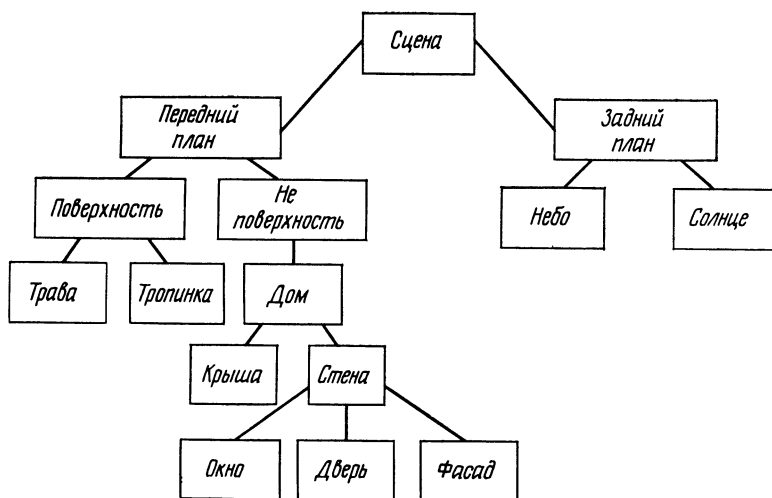 Сцена
Передний
план
Задний
план
Поверхность
Не
поверхность
Небо
Солнце
Трава
Тропинка
Дом
Крыша
Стена
Окно
Дверь
Фасад